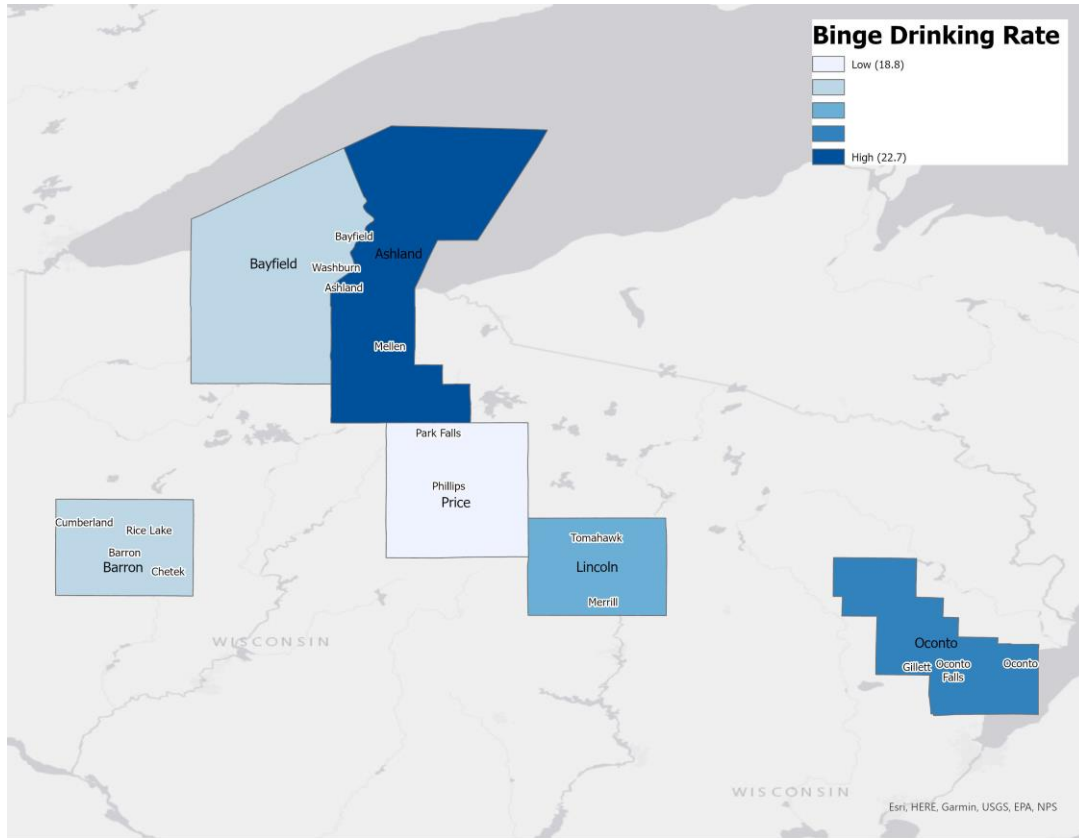 Binge Drinking Rate
Low (18.8)
High (22.7)
Bayfield
Ashland
Bayfield
Washburn
Ashland
Mellen
Park Falls
Phillips
Price
Cumberland
Rice Lake
Barron
Barron
Chetek
Tomahawk
Lincoln
Merrill
WISCONSIN
Oconto
Gillett
Oconto
Falls
Oconto
WISCONSIN
Esri, HERE, Garmin, USGS, EPA, NPS